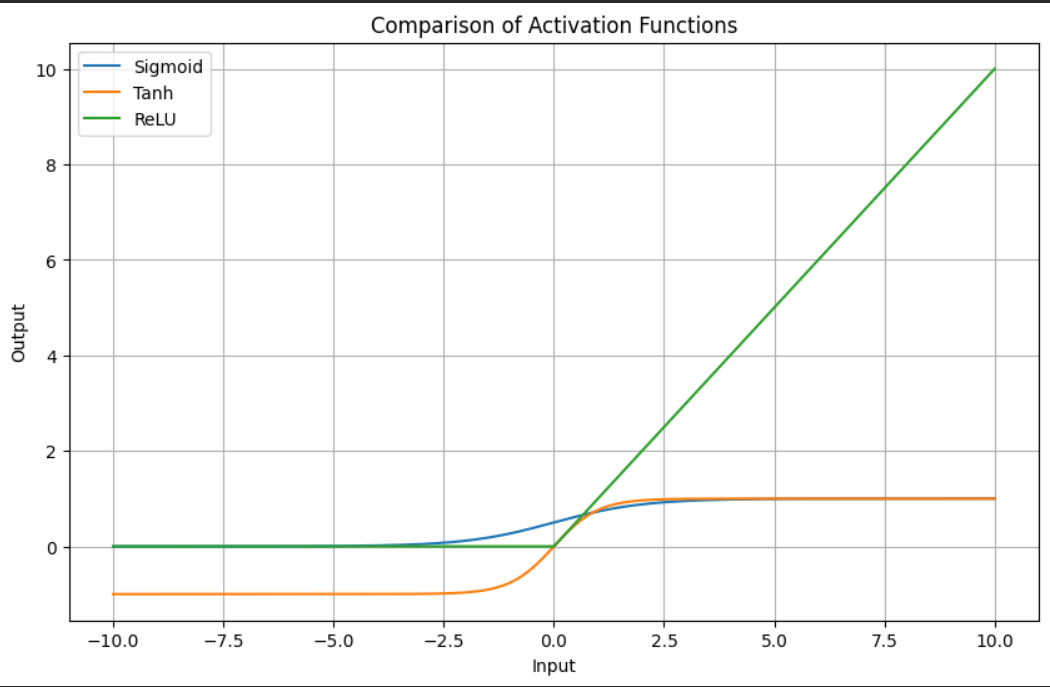 Comparison of Activation Functions
Sigmoid
Tanh
ReLU
10
8
6
4
2
0
Output
−10.0 −7.5 −5.0 −2.5 0.0 2.5 5.0 7.5 10.0
Input